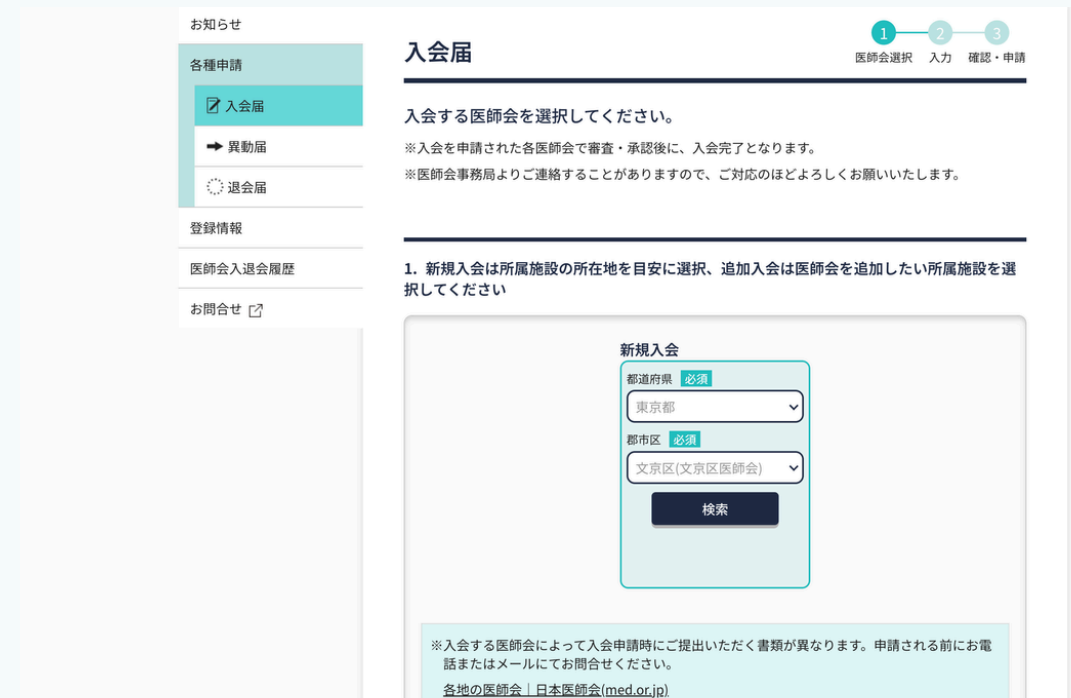 お知らせ
各種申請
入会届
異動届
退会届
登録情報
医師会入退会履歴
お問合せ
入会届
1 2 3
医師会選択 入力 確認・申請
入会する医師会を選択してください。
※入会を申請された各医師会で審査・承認後に、入会完了となります。
※医師会事務局よりご連絡することがありますので、ご対応のほどよろしくお願いいたします。
1. 新規入会は所属施設の所在地を目安に選択、追加入会は医師会を追加したい所属施設を選
択してください
新規入会
都道府県 必須
東京都
郡市区 必須
文京区(文京区医師会)
検索
※入会する医師会によって入会申請時にご提出いただく書類が異なります。申請される前にお電
話またはメールにてお問合せください。
各地の医師会｜日本医師会(med.or.jp)